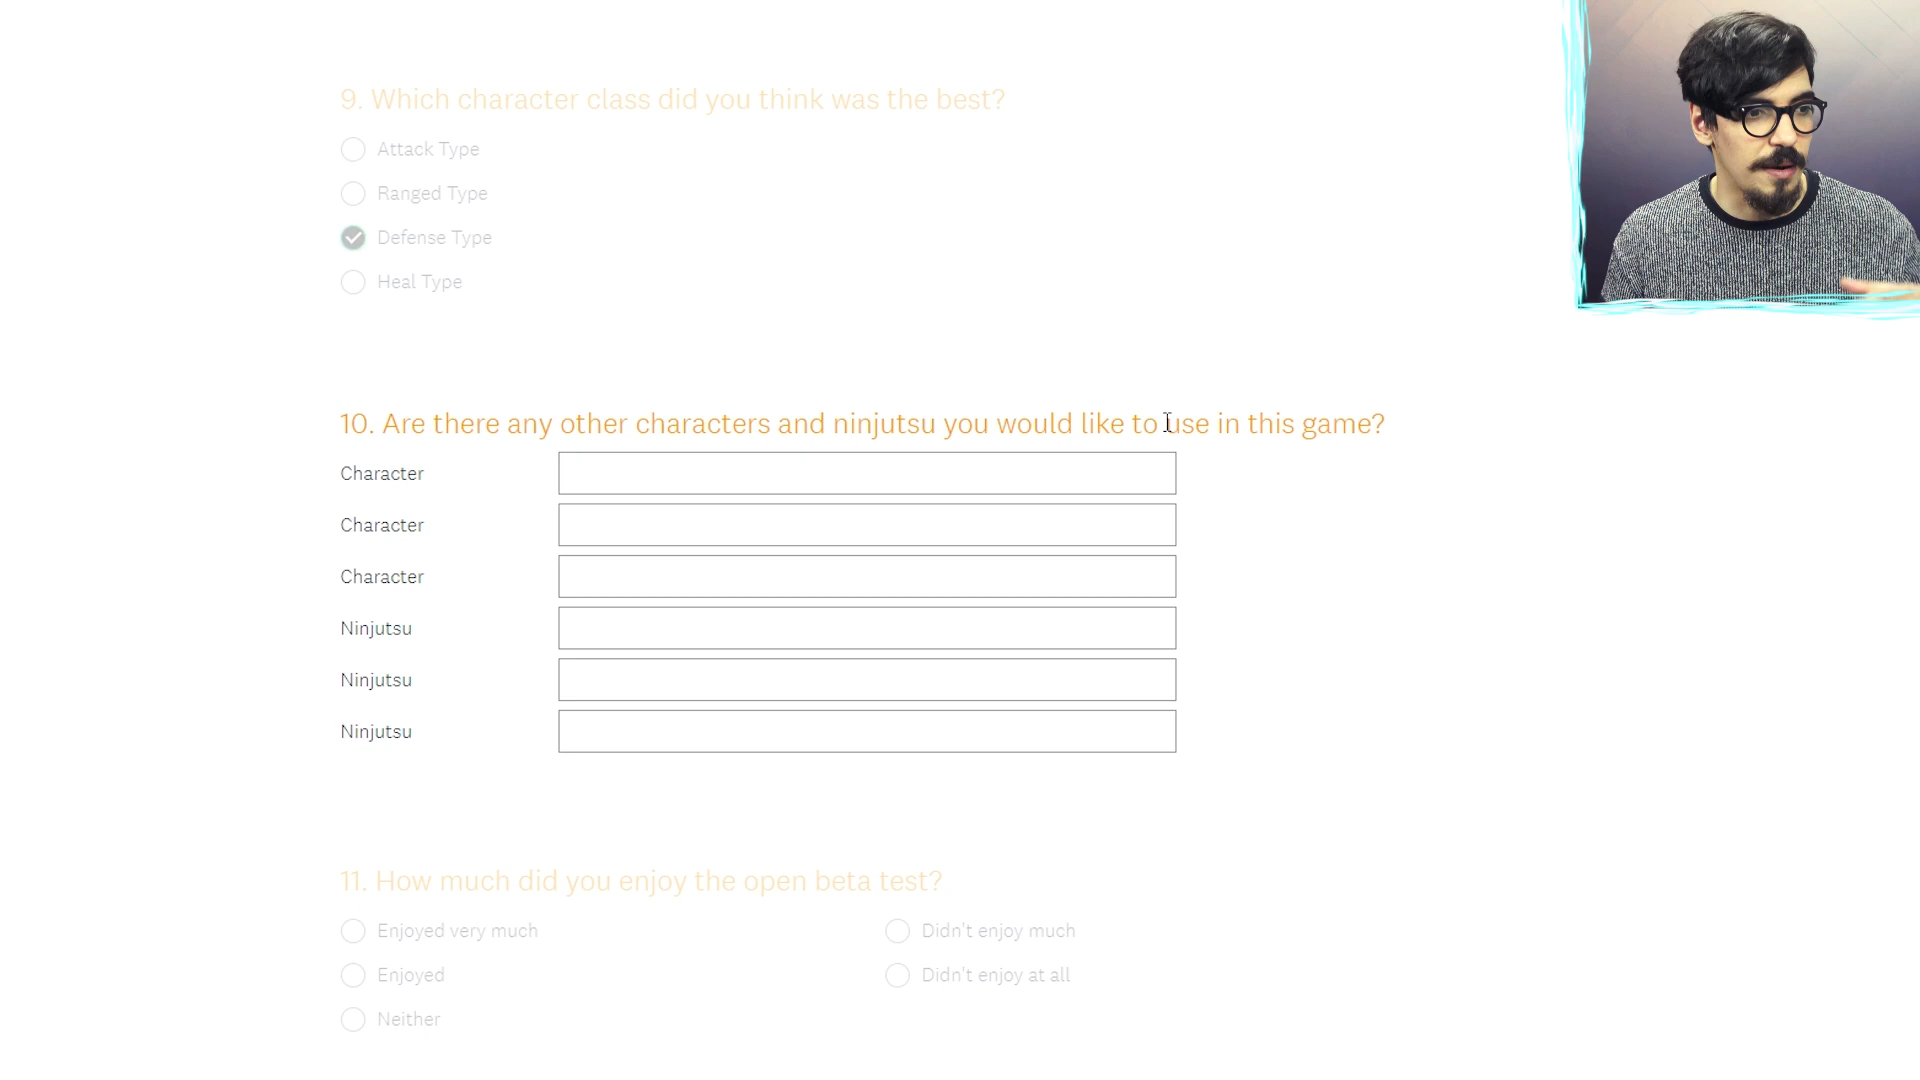 9. Which character class did you think was the best?
Attack Type
Ranged Type
Defense Type
Heal Type
10. Are there any other characters and ninjutsu you would like to use in this game?
Character
Character
Character
Ninjutsu
Ninjutsu
Ninjutsu
11. How much did you enjoy the open beta test?
Enjoyed very much
Enjoyed
Neither
Didn't enjoy much
Didn't enjoy at all